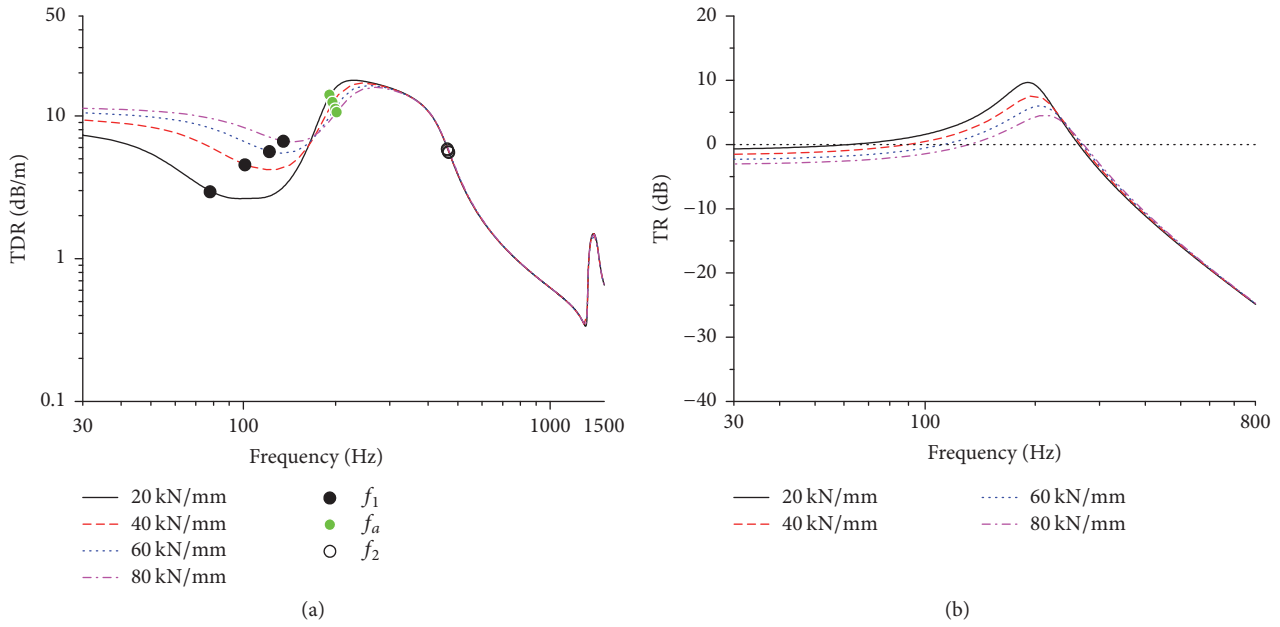 50
10
1
0.1
TDR (dB/m)
30
100
1000
1500
Frequency (Hz)
20 kN/mm
40 kN/mm
60 kN/mm
80 kN/mm
f1
fa
f2
(a)
20
10
0
−10
−20
−30
−40
TR (dB)
30
100
800
Frequency (Hz)
20 kN/mm
40 kN/mm
60 kN/mm
80 kN/mm
(b)